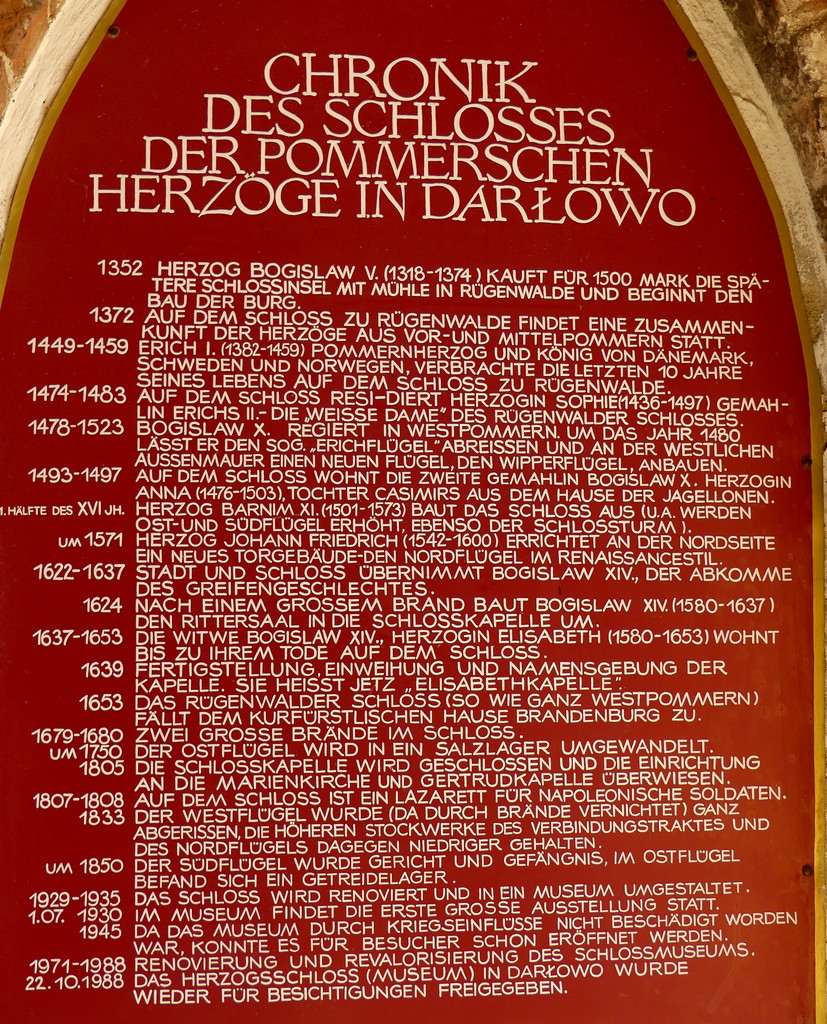 CHRONIK
DES SCHLOSSES
DER POMMERSCHEN
HERZÖGE IN DARŁOWO
1352 HERZOG BOGISLAW V. (1318-1374) KAUFT FÜR 1500 MARK DIE SPÄ-
TERE SCHLOSSINSEL MIT MÜHLE IN RÜGENWALDE UND BEGINNT DEN
BAU DER BURG.
1372 AUF DEM SCHLOSS ZU RÜGENWALDE FINDET EINE ZUSAMMEN-
KUNFT DER HERZÖGE AUS VOR-UND MITTELPOMMERN STATT.
1449-1459 ERICH I. (1382-1459) POMMERNHERZOG UND KÖNIG VON DÄNEMARK,
SCHWEDEN UND NORWEGEN, VERBRACHTE DIE LETZTEN 10 JAHRE
SEINES LEBENS AUF DEM SCHLOSS ZU RÜGENWALDE.
1474-1483 AUF DEM SCHLOSS RESI-DIERT HERZOGIN SOPHIE(1436-1497) GEMAH-
LIN ERICHS II.-DIE „WEISSE DAME" DES RÜGENWALDER SCHLOSSES.
1478-1523 BOGISLAW X. REGIERT IN WESTPOMMERN. UM DAS JAHR 1480
LÄSST ER DEN SOG. „ERICHFLÜGEL" ABREISSEN UND AN DER WESTLICHEN
AUSSENMAUER EINEN NEUEN FLÜGEL, DEN WIPPERFLÜGEL, ANBAUEN.
1493-1497 AUF DEM SCHLOSS WOHNT DIE ZWEITE GEMAHLIN BOGISLAW X. HERZOGIN
ANNA (1476-1503), TOCHTER CASIMIRS AUS DEM HAUSE DER JAGELLONEN.
1. HÄLFTE DES XVI JH. HERZOG BARNIM XI. (1501-1573) BAUT DAS SCHLOSS AUS (U.A. WERDEN
OST-UND SÜDFLÜGEL ERHÖHT, EBENSO DER SCHLOSSTURM).
UM 1571 HERZOG JOHANN FRIEDRICH (1542-1600) ERRICHTET AN DER NORDSEITE
EIN NEUES TORGEBÄUDE-DEN NORDFLÜGEL IM RENAISSANCESTIL.
1622-1637 STADT UND SCHLOSS ÜBERNIMMT BOGISLAW XIV., DER ABKOMME
DES GREIFENGESCHLECHTES.
1624 NACH EINEM GROSSEM BRAND BAUT BOGISLAW XIV. (1580-1637)
DEN RITTERSAAL IN DIE SCHLOSSKAPELLE UM.
1637-1653 DIE WITWE BOGISLAW XIV., HERZOGIN ELISABETH (1580-1653) WOHNT
BIS ZU IHREM TODE AUF DEM SCHLOSS.
1639 FERTIGSTELLUNG, EINWEIHUNG UND NAMENSGEBUNG DER
KAPELLE. SIE HEISST JETZ „ELISABETHKAPELLE".
1653 DAS RÜGENWALDER SCHLOSS (SO WIE GANZ WESTPOMMERN)
FÄLLT DEM KURFÜRSTLICHEN HAUSE BRANDENBURG ZU.
1679-1680 ZWEI GROSSE BRÄNDE IM SCHLOSS.
UM 1750 DER OSTFLÜGEL WIRD IN EIN SALZLAGER UMGEWANDELT.
1805 DIE SCHLOSSKAPELLE WIRD GESCHLOSSEN UND DIE EINRICHTUNG
AN DIE MARIENKIRCHE UND GERTRUDKAPELLE ÜBERWIESEN.
1807-1808 AUF DEM SCHLOSS IST EIN LAZARETT FÜR NAPOLEONISCHE SOLDATEN.
1833 DER WESTFLÜGEL WURDE (DA DURCH BRÄNDE VERNICHTET) GANZ
ABGERISSEN, DIE HÖHEREN STOCKWERKE DES VERBINDUNGSTRAKTES UND
DES NORDFLÜGELS DAGEGEN NIEDRIGER GEHALTEN.
UM 1850 DER SÜDFLÜGEL WURDE GERICHT UND GEFÄNGNIS, IM OSTFLÜGEL
BEFAND SICH EIN GETREIDELAGER.
1929-1935 DAS SCHLOSS WIRD RENOVIERT UND IN EIN MUSEUM UMGESTALTET.
1.07. 1930 IM MUSEUM FINDET DIE ERSTE GROSSE AUSSTELLUNG STATT.
1945 DA DAS MUSEUM DURCH KRIEGSEINFLÜSSE NICHT BESCHÄDIGT WORDEN
WAR, KONNTE ES FÜR BESUCHER SCHON ERÖFFNET WERDEN.
1971-1988 RENOVIERUNG UND REVALORISIERUNG DES SCHLOSSMUSEUMS.
22.10.1988 DAS HERZOGSSCHLOSS (MUSEUM) IN DARŁOWO WURDE
WIEDER FÜR BESICHTIGUNGEN FREIGEGEBEN.